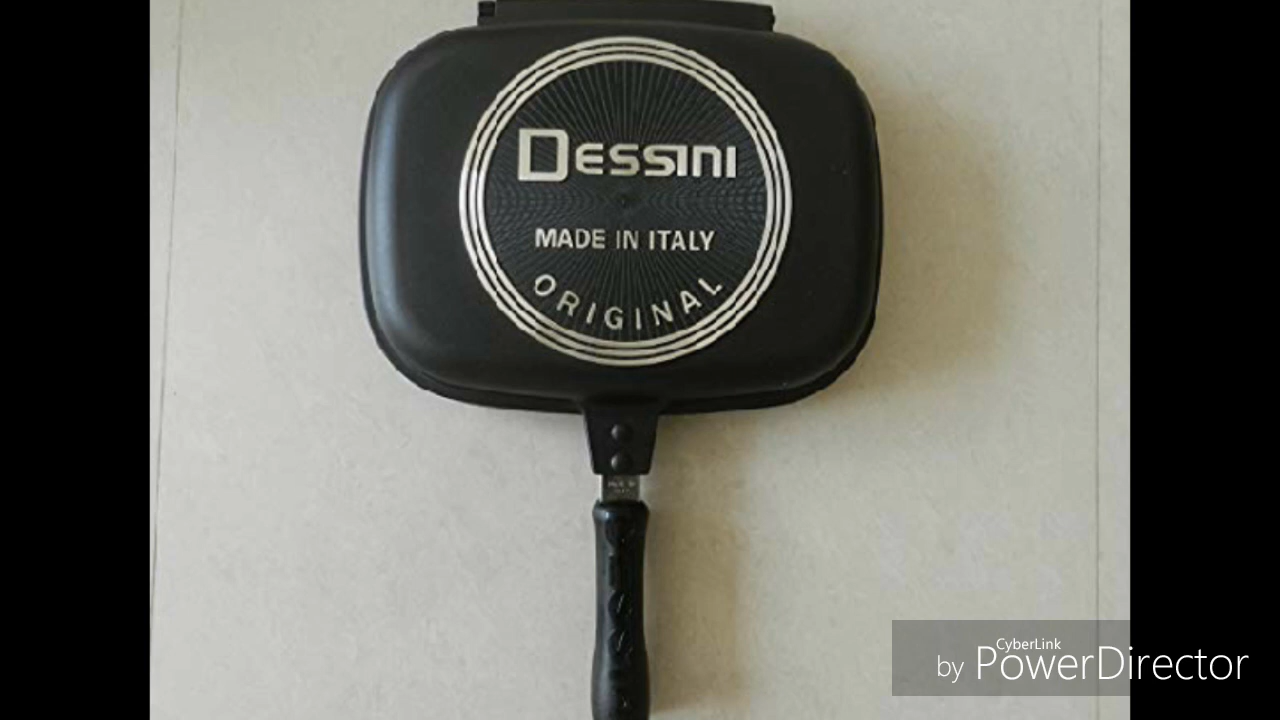 DESSINI
MADE IN ITALY
ORIGINAL
CyberLink
by PowerDirector